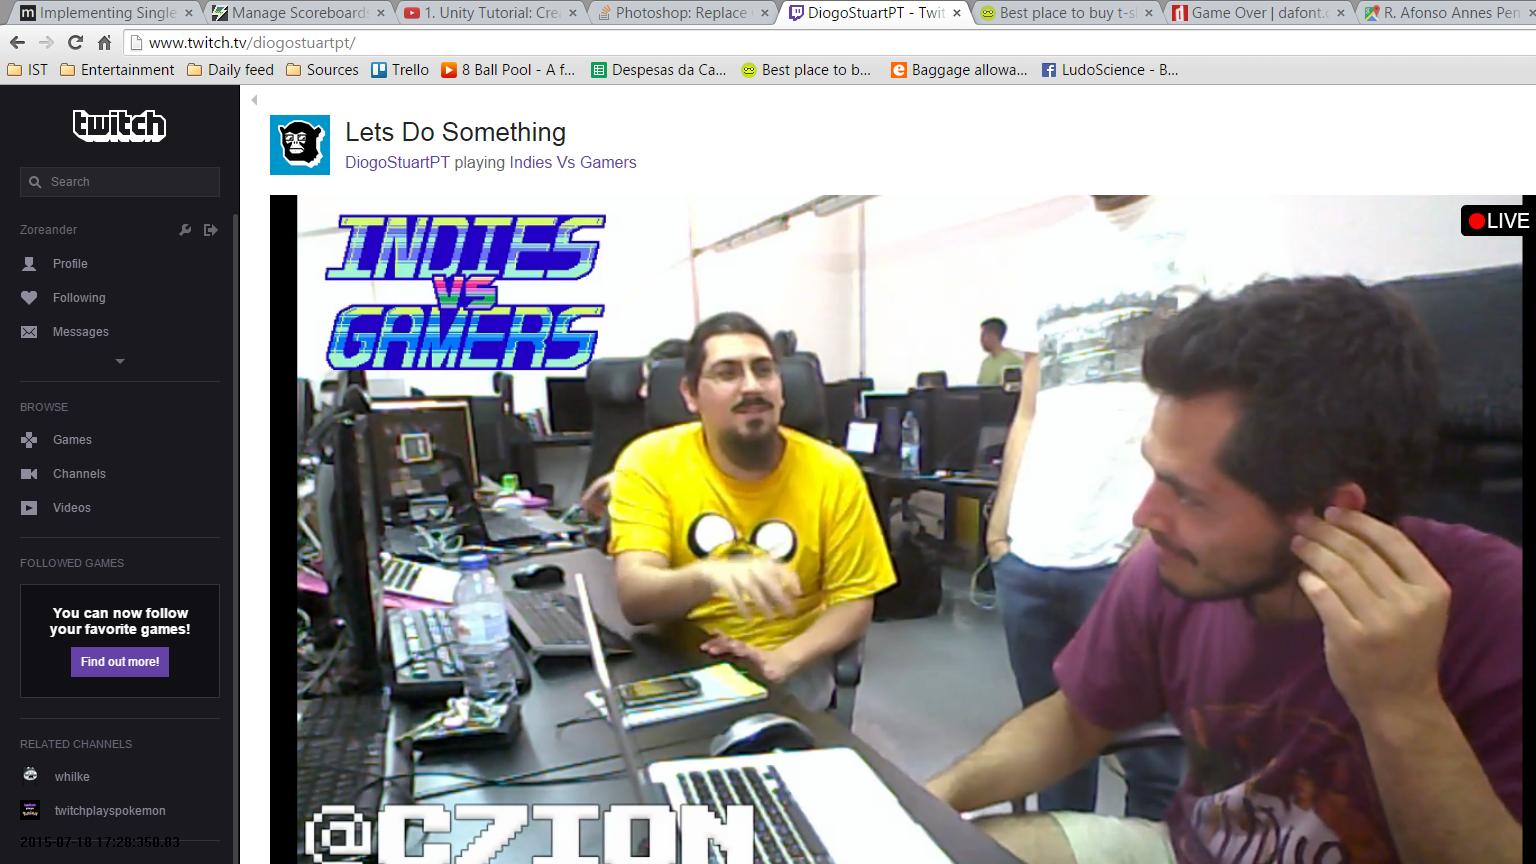 Implementing Single
Manage Scoreboards
1. Unity Tutorial: Cre
Photoshop: Replace
DiogoStuartPT - Twit
Best place to buy t-s
Game Over | dafont.c
R. Afonso Annes Pen
www.twitch.tv/diogostuartpt/
IST
Entertainment
Daily feed
Sources
Trello
8 Ball Pool - A f...
Despesas da Ca...
Best place to b...
Baggage allowa...
LudoScience - B...
twitch
Search
Zoreander
Profile
Following
Messages
BROWSE
Games
Channels
Videos
FOLLOWED GAMES
You can now follow
your favorite games!
Find out more!
RELATED CHANNELS
whilke
twitchplayspokemon
2015-07-18 17:28:350.83
Lets Do Something
DiogoStuartPT playing Indies Vs Gamers
INDIES
VS
GAMERS
LIVE
@CZION